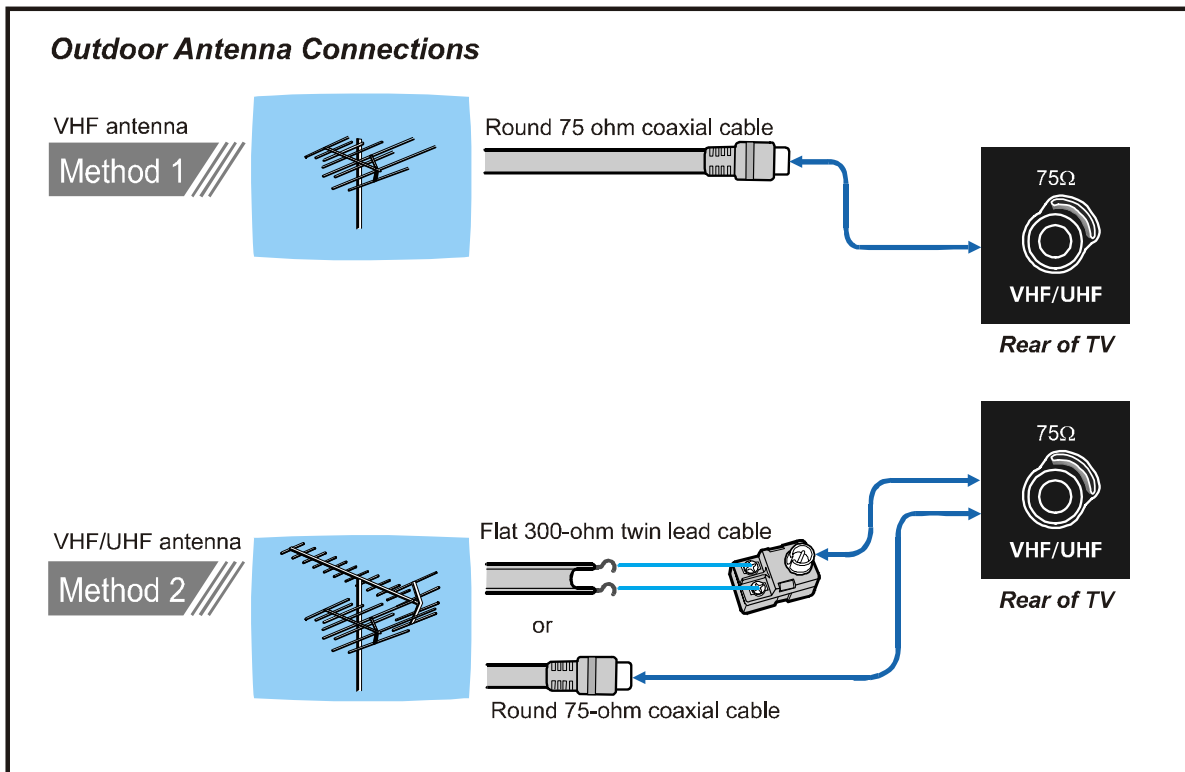 Outdoor Antenna Connections
VHF antenna
Method 1
Round 75 ohm coaxial cable
75Ω
VHF/UHF
Rear of TV
VHF/UHF antenna
Method 2
Flat 300-ohm twin lead cable
or
Round 75-ohm coaxial cable
75Ω
VHF/UHF
Rear of TV